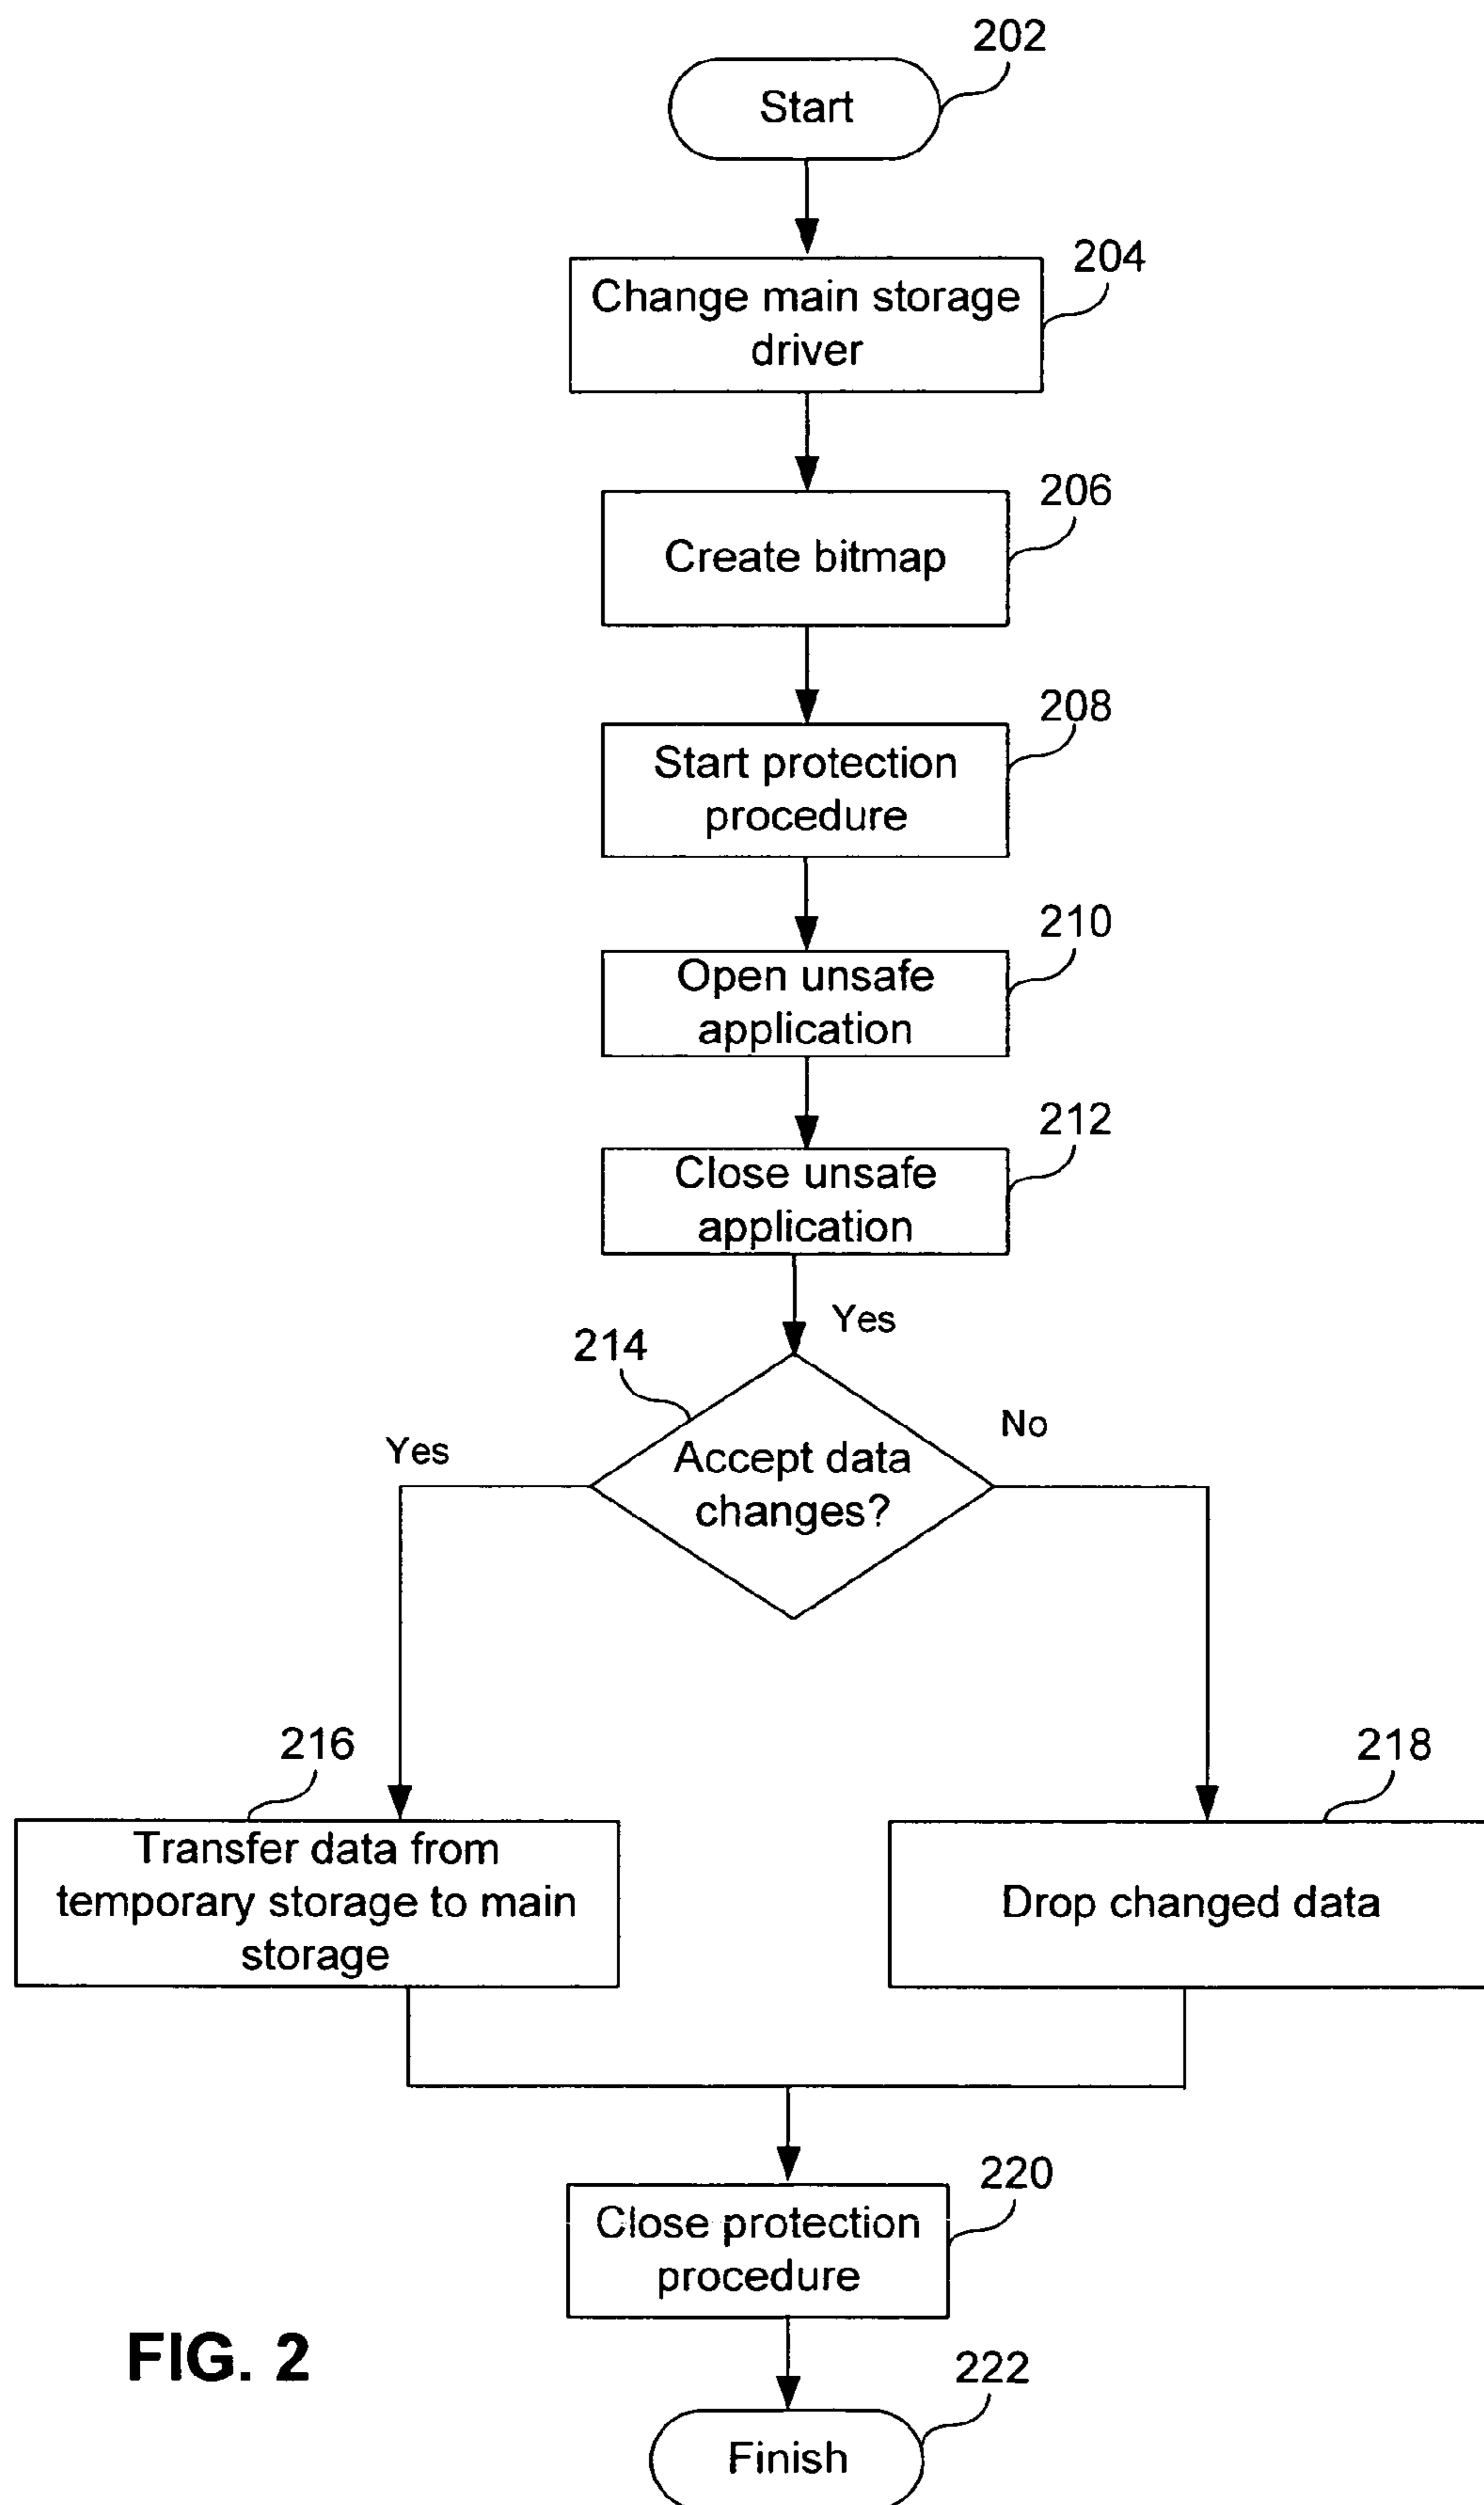 202
Start
204
Change main storage
driver
206
Create bitmap
208
Start protection
procedure
210
Open unsafe
application
212
Close unsafe
application
Yes
214
No
Yes
Accept data
changes?
216
218
Transfer data from
temporary storage to main
storage
Drop changed data
220
Close protection
procedure
FIG. 2
222
Finish